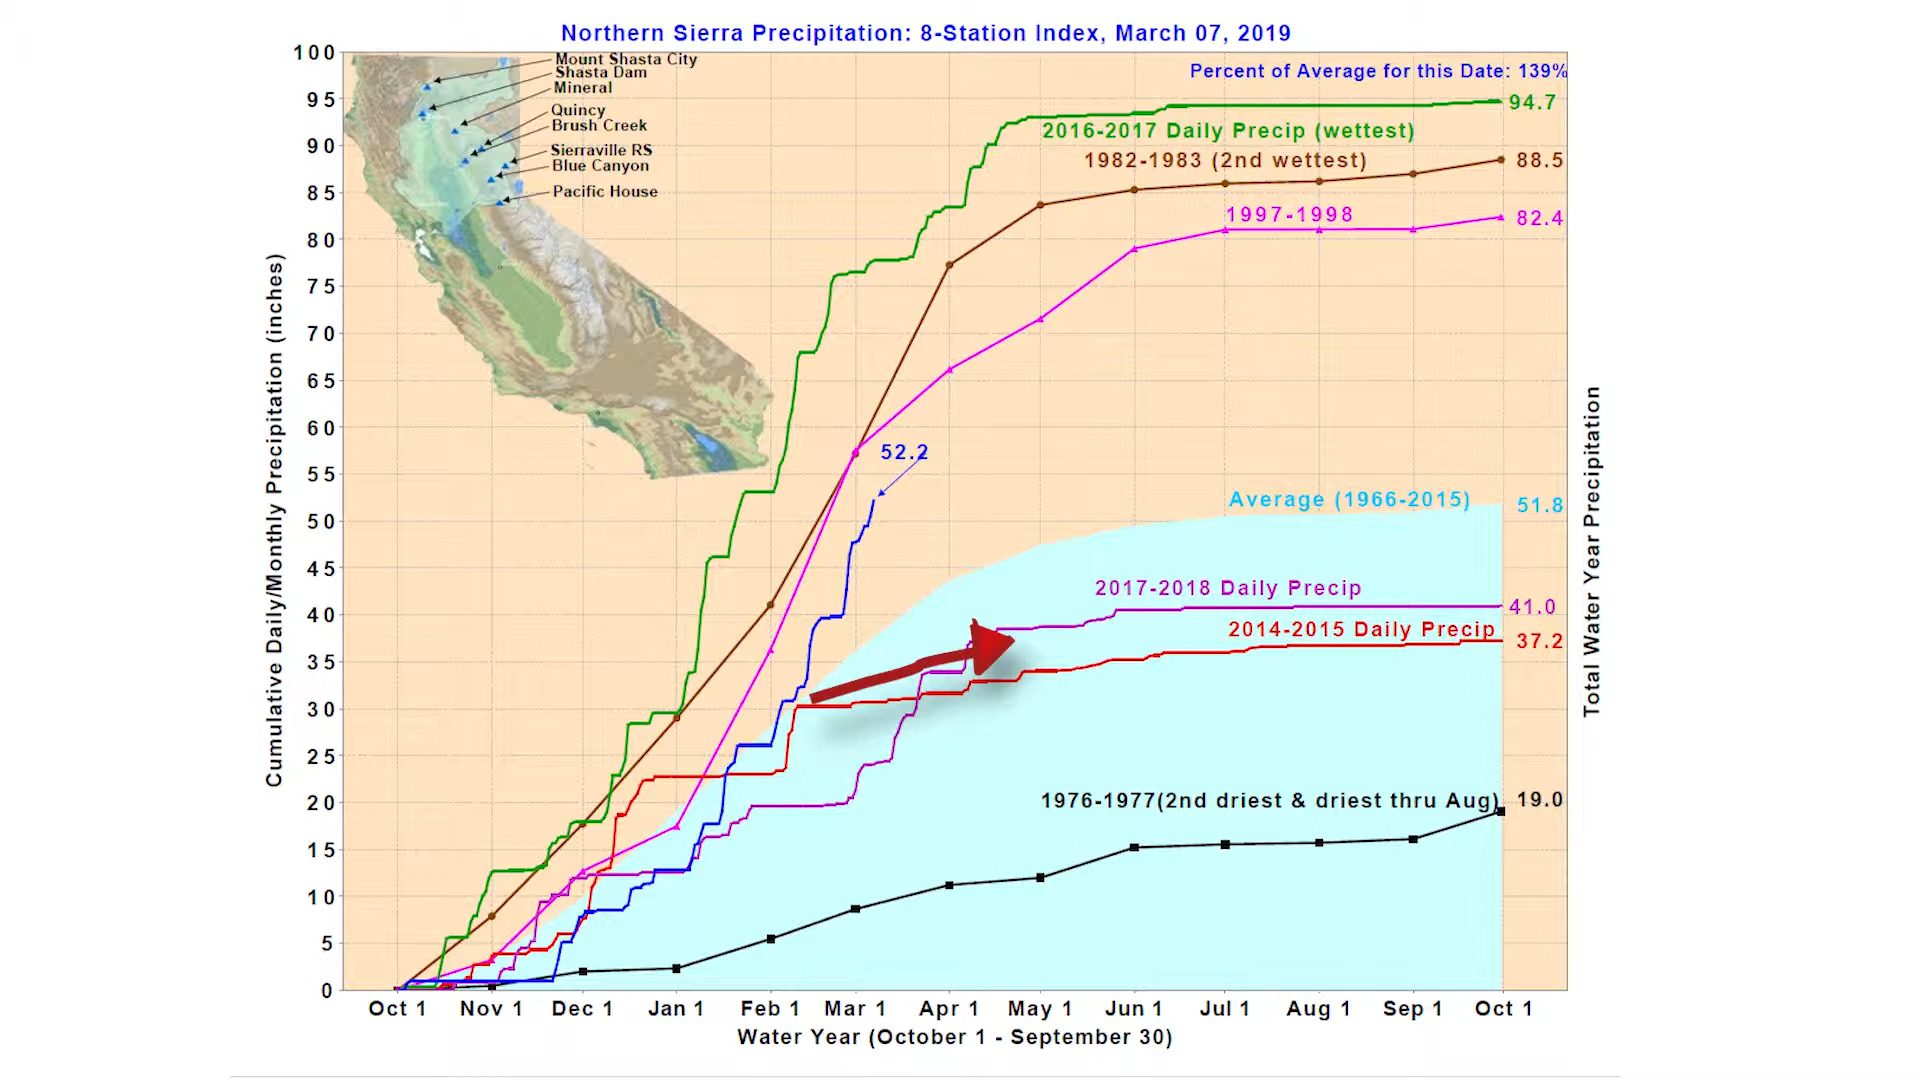 Northern Sierra Precipitation: 8-Station Index, March 07, 2019
Percent of Average for this Date: 139%
Mount Shasta City
Shasta Dam
Mineral
Quincy
Brush Creek
Sierraville RS
Blue Canyon
Pacific House
94.7
2016-2017 Daily Precip (wettest)
1982-1983 (2nd wettest)
88.5
1997-1998
82.4
52.2
Average (1966-2015)
51.8
2017-2018 Daily Precip
41.0
2014-2015 Daily Precip
37.2
1976-1977(2nd driest & driest thru Aug)
19.0
Cumulative Daily/Monthly Precipitation (inches)
100
95
90
85
80
75
70
65
60
55
50
45
40
35
30
25
20
15
10
5
0
Total Water Year Precipitation
Oct 1 Nov 1 Dec 1 Jan 1 Feb 1 Mar 1 Apr 1 May 1 Jun 1 Jul 1 Aug 1 Sep 1 Oct 1
Water Year (October 1 - September 30)